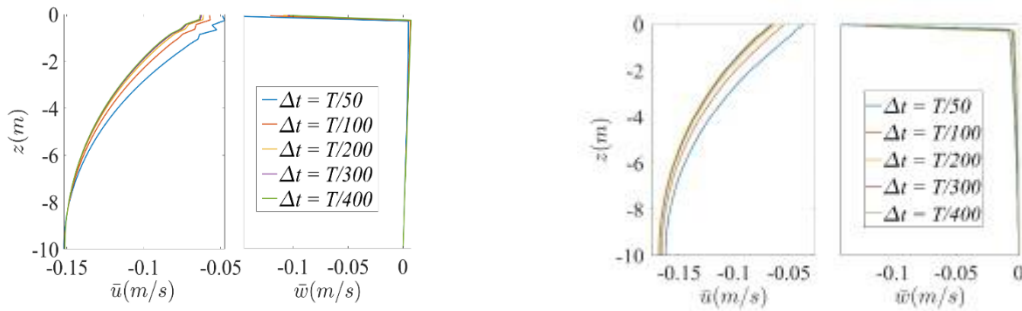 0
-2
-4
-6
-8
-10
z(m)
-0.15
-0.1
-0.05
ū(m/s)
-0.1
-0.05
0
w̄(m/s)
Δt = T/50
Δt = T/100
Δt = T/200
Δt = T/300
Δt = T/400
0
-2
-4
-6
-8
-10
z(m)
-0.15
-0.1
-0.05
ū(m/s)
-0.1
-0.05
0
w̄(m/s)
Δt = T/50
Δt = T/100
Δt = T/200
Δt = T/300
Δt = T/400